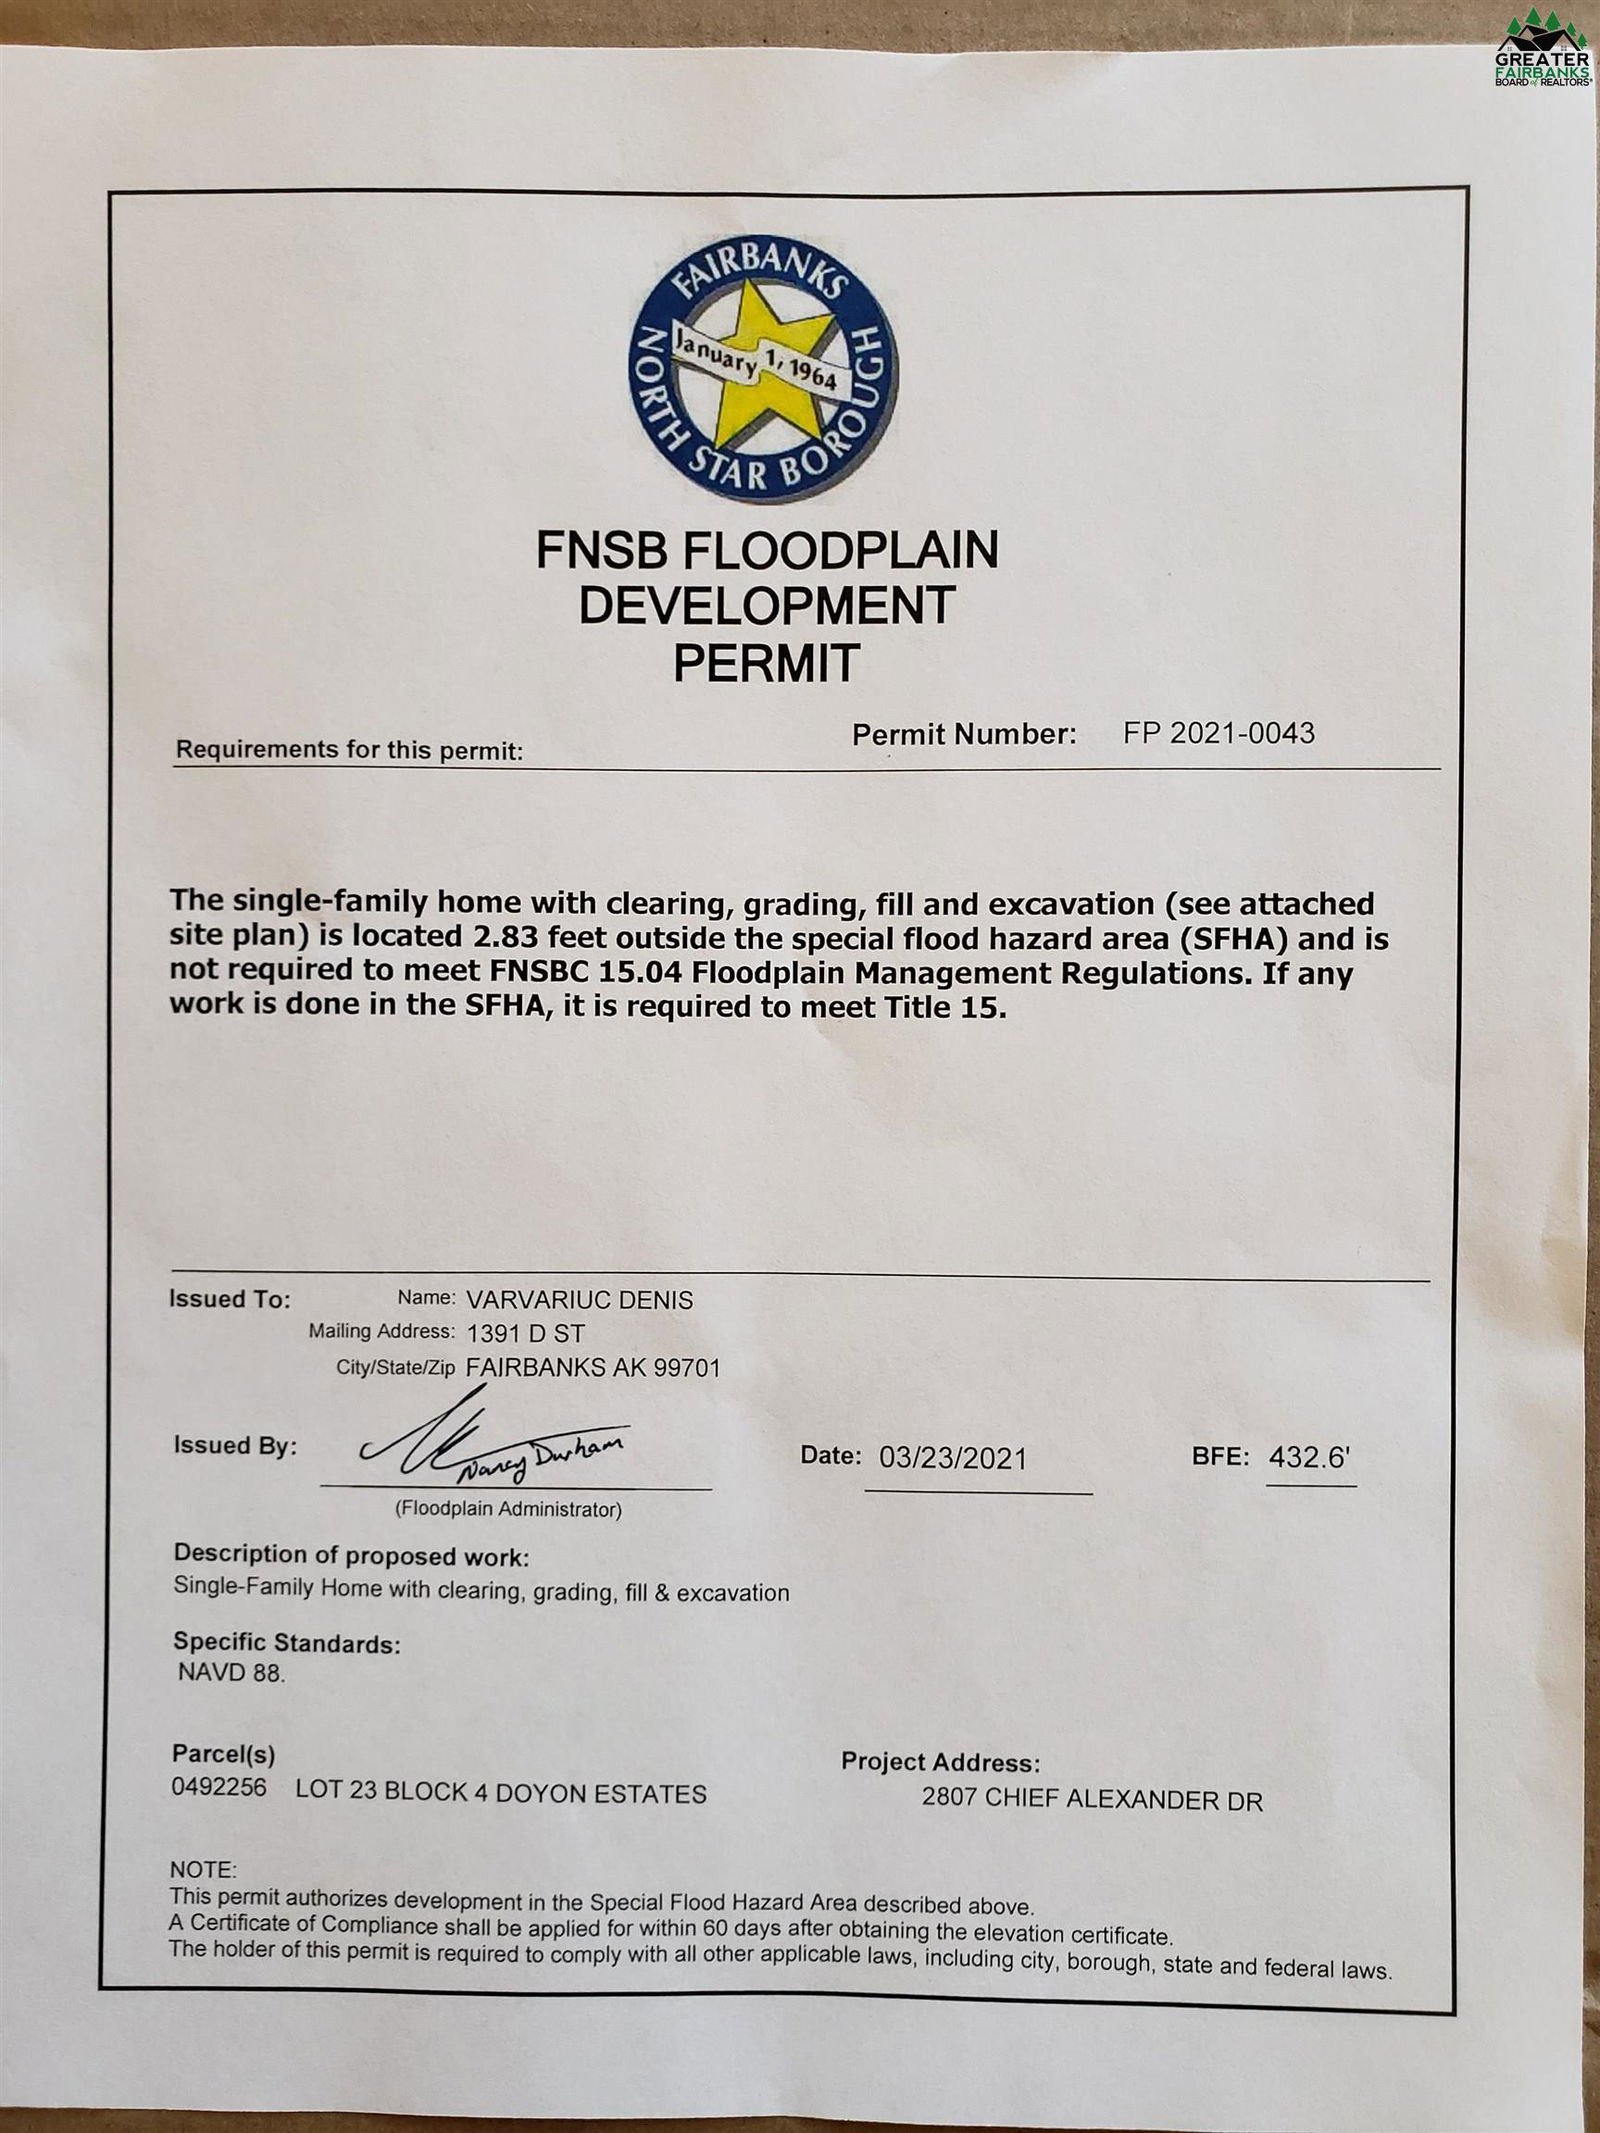 GREATER
FAIRBANKS
BOARD of REALTORS®
FAIRBANKS
NORTH STAR BOROUGH
January 1, 1964
FNSB FLOODPLAIN
DEVELOPMENT
PERMIT
Requirements for this permit: Permit Number: FP 2021-0043
The single-family home with clearing, grading, fill and excavation (see attached
site plan) is located 2.83 feet outside the special flood hazard area (SFHA) and is
not required to meet FNSBC 15.04 Floodplain Management Regulations. If any
work is done in the SFHA, it is required to meet Title 15.
Issued To: Name: VARVARIUC DENIS
Mailing Address: 1391 D ST
City/State/Zip FAIRBANKS AK 99701
Issued By: Nancy Durham Date: 03/23/2021 BFE: 432.6'
(Floodplain Administrator)
Description of proposed work:
Single-Family Home with clearing, grading, fill & excavation
Specific Standards:
NAVD 88.
Parcel(s) Project Address:
0492256 LOT 23 BLOCK 4 DOYON ESTATES 2807 CHIEF ALEXANDER DR
NOTE:
This permit authorizes development in the Special Flood Hazard Area described above.
A Certificate of Compliance shall be applied for within 60 days after obtaining the elevation certificate.
The holder of this permit is required to comply with all other applicable laws, including city, borough, state and federal laws.